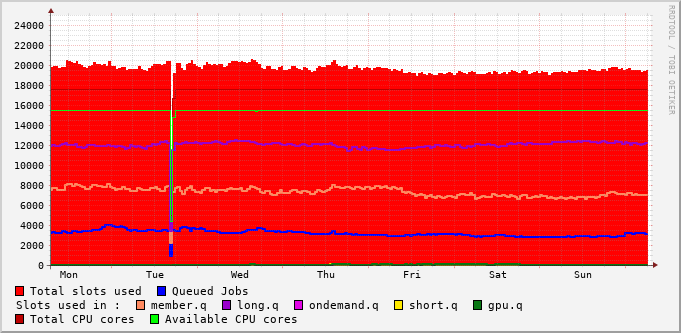 RRDTOOL / TOBI OETIKER
24000
22000
20000
18000
16000
14000
12000
10000
8000
6000
4000
2000
0
Mon Tue Wed Thu Fri Sat Sun
Total slots used Queued Jobs
Slots used in : member.q long.q ondemand.q short.q gpu.q
Total CPU cores Available CPU cores